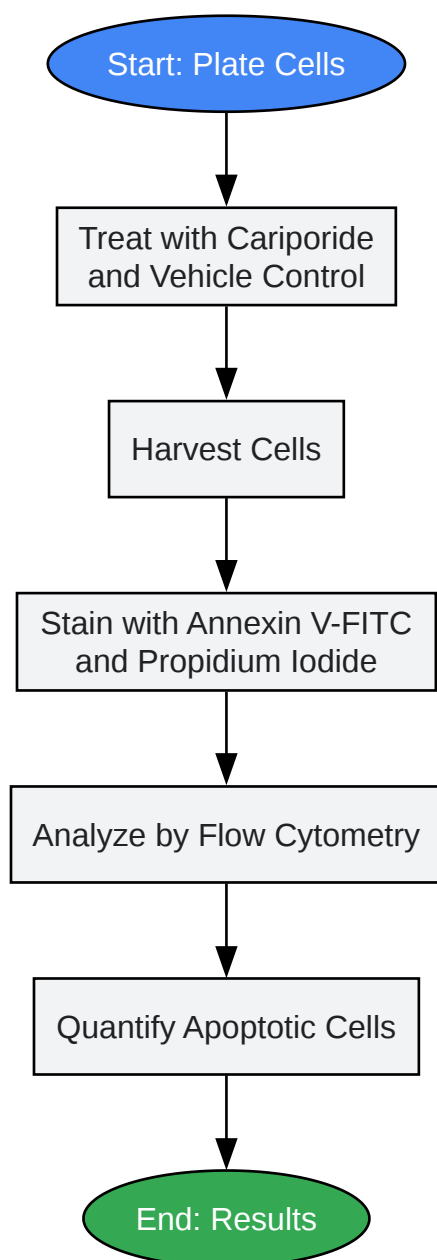 Start: Plate Cells
Treat with Cariporide
and Vehicle Control
Harvest Cells
Stain with Annexin V-FITC
and Propidium Iodide
Analyze by Flow Cytometry
Quantify Apoptotic Cells
End: Results